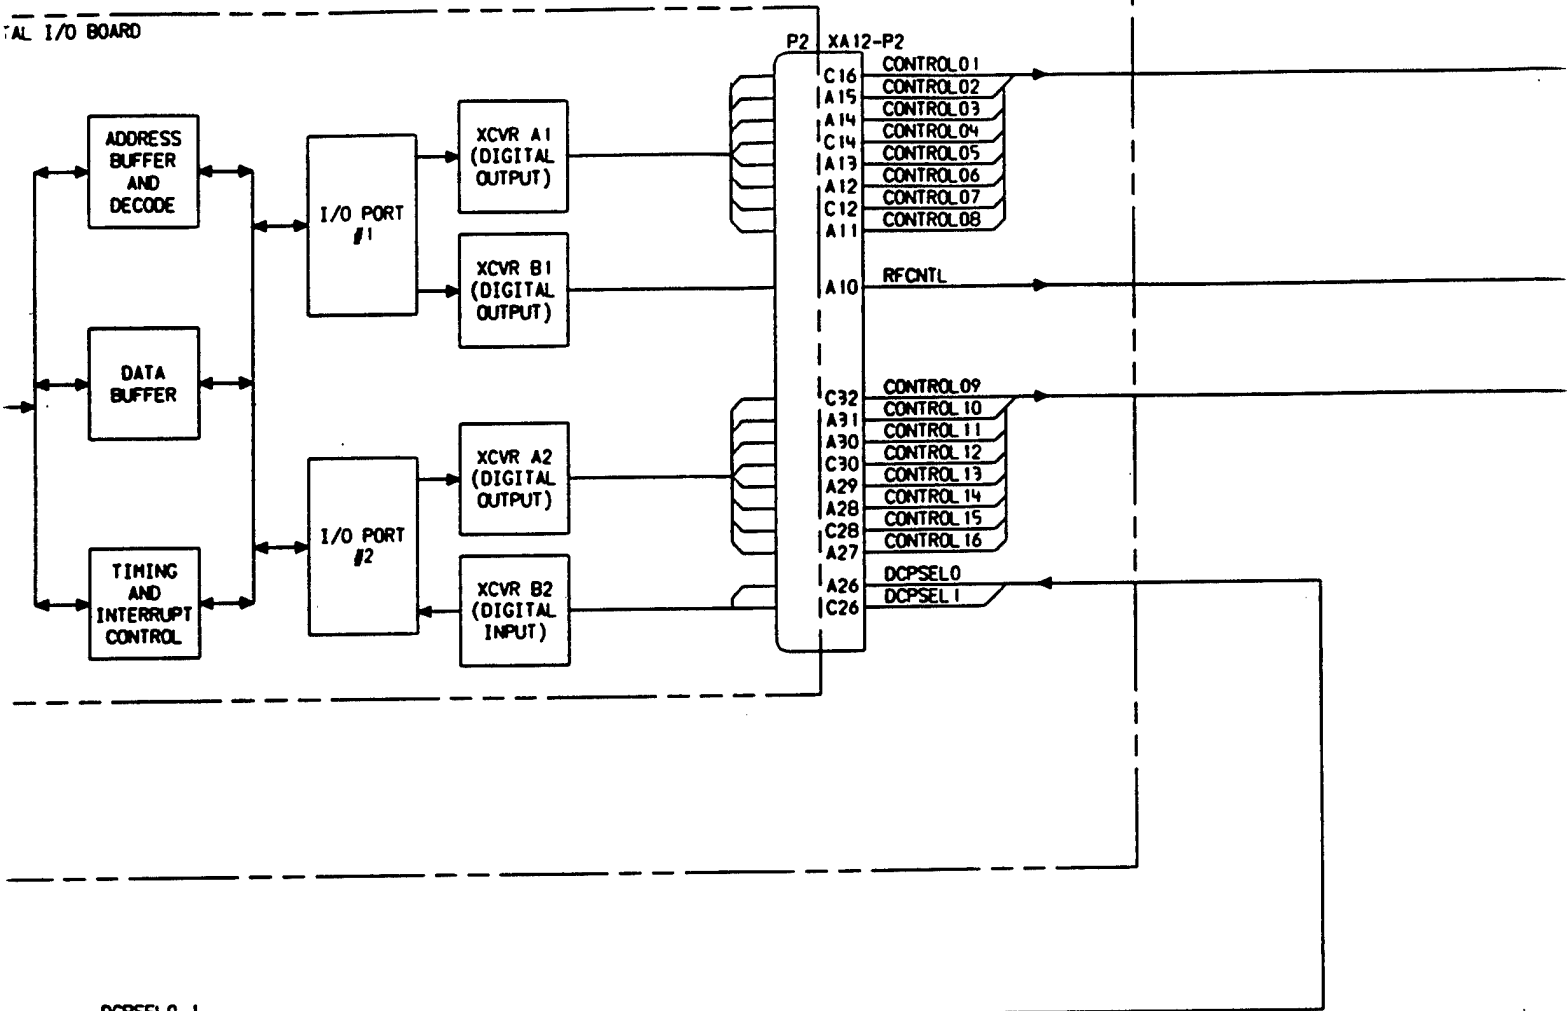 TAL I/O BOARD
P2 XA12-P2
ADDRESS
BUFFER
AND
DECODE
DATA
BUFFER
TIMING
AND
INTERRUPT
CONTROL
I/O PORT
#1
I/O PORT
#2
XCVR A1
(DIGITAL
OUTPUT)
XCVR B1
(DIGITAL
OUTPUT)
XCVR A2
(DIGITAL
OUTPUT)
XCVR B2
(DIGITAL
INPUT)
C16 CONTROL01
A15 CONTROL02
A14 CONTROL03
C14 CONTROL04
A13 CONTROL05
A12 CONTROL06
C12 CONTROL07
A11 CONTROL08
A10 RFCNTL
C32 CONTROL09
A31 CONTROL10
A30 CONTROL11
C30 CONTROL12
A29 CONTROL13
A28 CONTROL14
C28 CONTROL15
A27 CONTROL16
A26 DCPSEL0
C26 DCPSEL1